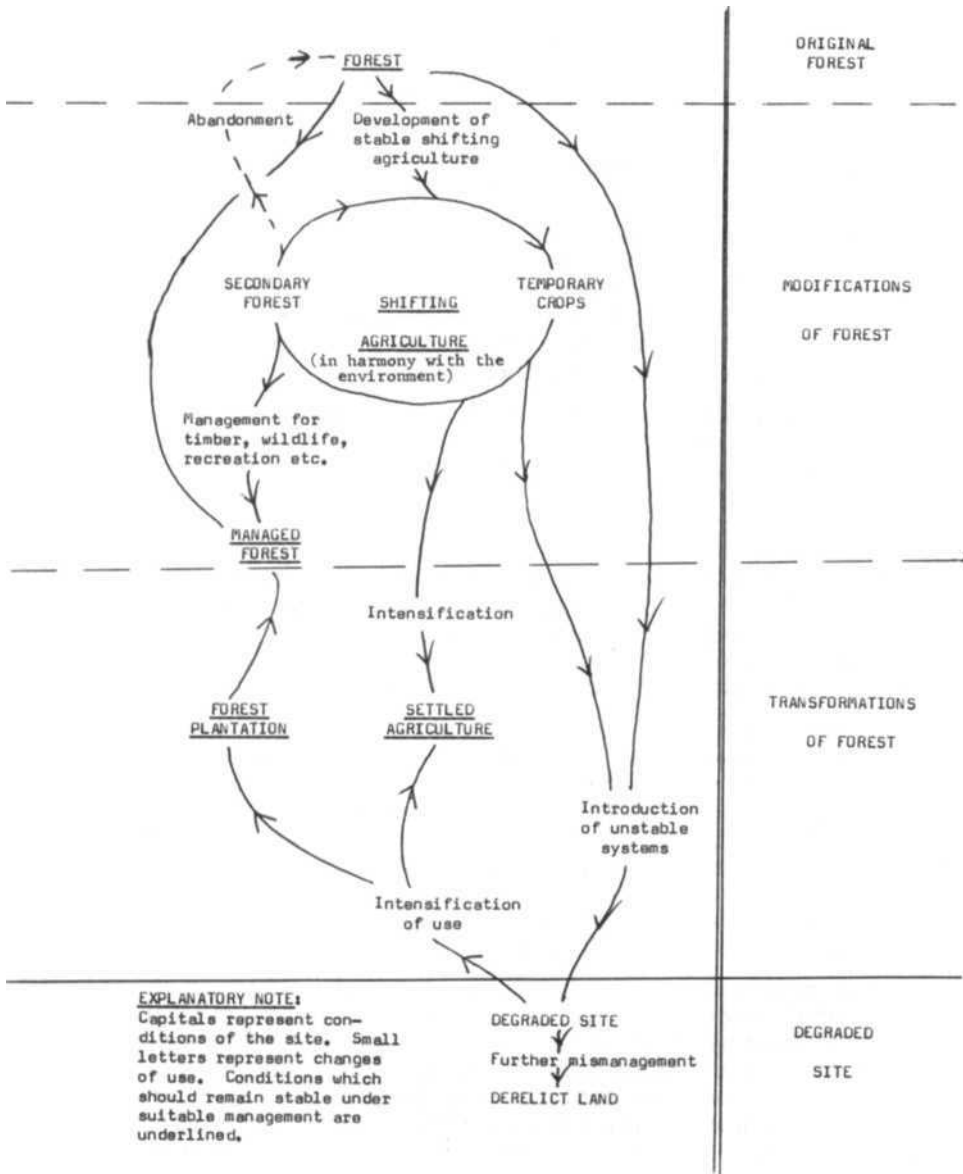 ORIGINAL
FOREST
FOREST
Abandonment
Development of
stable shifting
agriculture
SECONDARY
FOREST
SHIFTING
AGRICULTURE
(in harmony with the
environment)
TEMPORARY
CROPS
MODIFICATIONS
OF FOREST
Management for
timber, wildlife,
recreation etc.
MANAGED
FOREST
Intensification
FOREST
PLANTATION
SETTLED
AGRICULTURE
TRANSFORMATIONS
OF FOREST
Introduction
of unstable
systems
Intensification
of use
EXPLANATORY NOTE:
Capitals represent con-
ditions of the site. Small
letters represent changes
of use. Conditions which
should remain stable under
suitable management are
underlined.
DEGRADED SITE
Further mismanagement
DERELICT LAND
DEGRADED
SITE